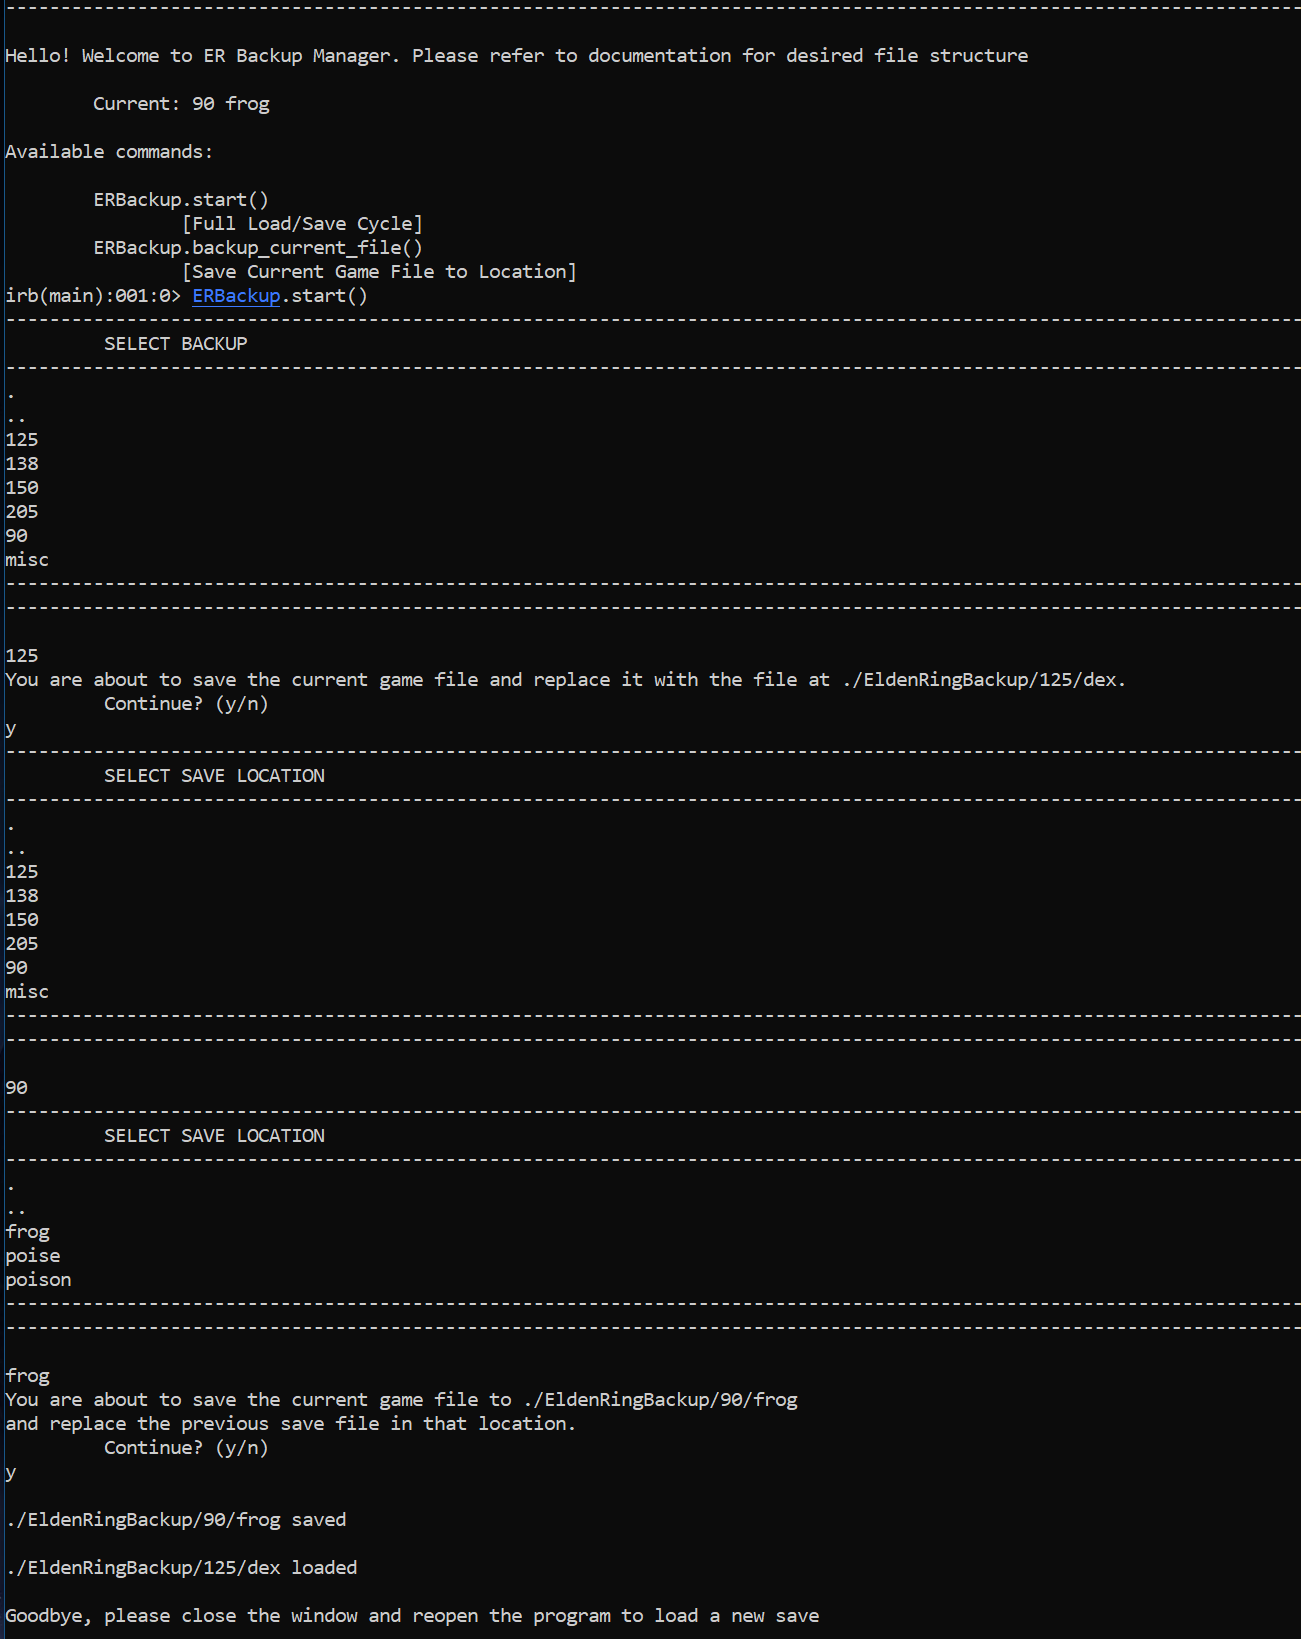 ----------------------------------------------------------------------------------------------------------------------
Hello! Welcome to ER Backup Manager. Please refer to documentation for desired file structure
Current: 90 frog
Available commands:
ERBackup.start()
[Full Load/Save Cycle]
ERBackup.backup_current_file()
[Save Current Game File to Location]
irb(main):001:0> ERBackup.start()
----------------------------------------------------------------------------------------------------------------------
SELECT BACKUP
----------------------------------------------------------------------------------------------------------------------
.
..
125
138
150
205
90
misc
----------------------------------------------------------------------------------------------------------------------
----------------------------------------------------------------------------------------------------------------------
125
You are about to save the current game file and replace it with the file at ./EldenRingBackup/125/dex.
Continue? (y/n)
y
----------------------------------------------------------------------------------------------------------------------
SELECT SAVE LOCATION
----------------------------------------------------------------------------------------------------------------------
.
..
125
138
150
205
90
misc
----------------------------------------------------------------------------------------------------------------------
----------------------------------------------------------------------------------------------------------------------
90
----------------------------------------------------------------------------------------------------------------------
SELECT SAVE LOCATION
----------------------------------------------------------------------------------------------------------------------
.
..
frog
poise
poison
----------------------------------------------------------------------------------------------------------------------
----------------------------------------------------------------------------------------------------------------------
frog
You are about to save the current game file to ./EldenRingBackup/90/frog
and replace the previous save file in that location.
Continue? (y/n)
y
./EldenRingBackup/90/frog saved
./EldenRingBackup/125/dex loaded
Goodbye, please close the window and reopen the program to load a new save